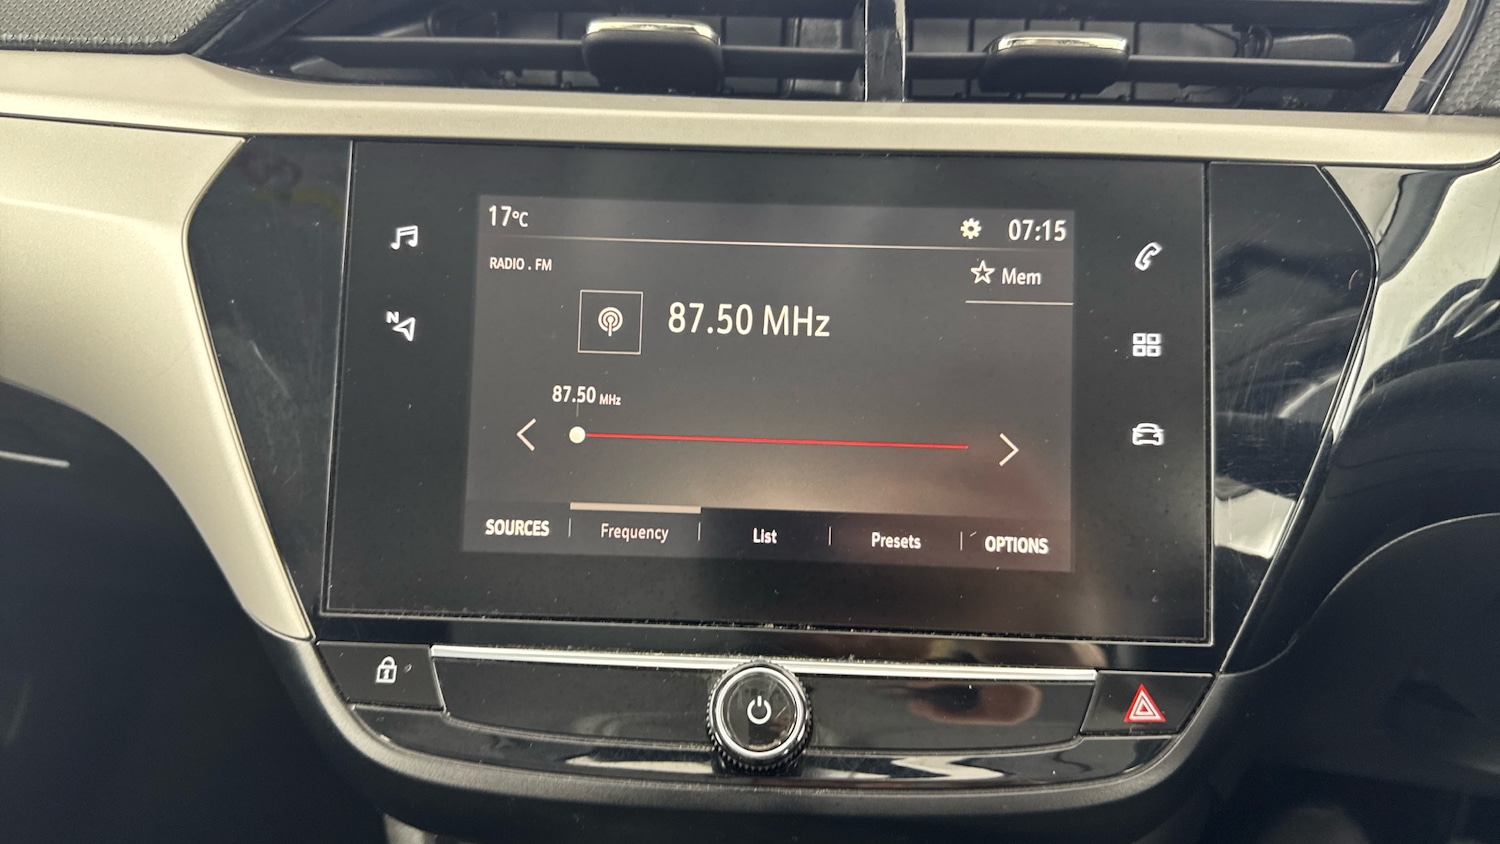 17°C
07:15
RADIO . FM
Mem
87.50 MHz
87.50 MHz
N
SOURCES
Frequency
List
Presets
OPTIONS